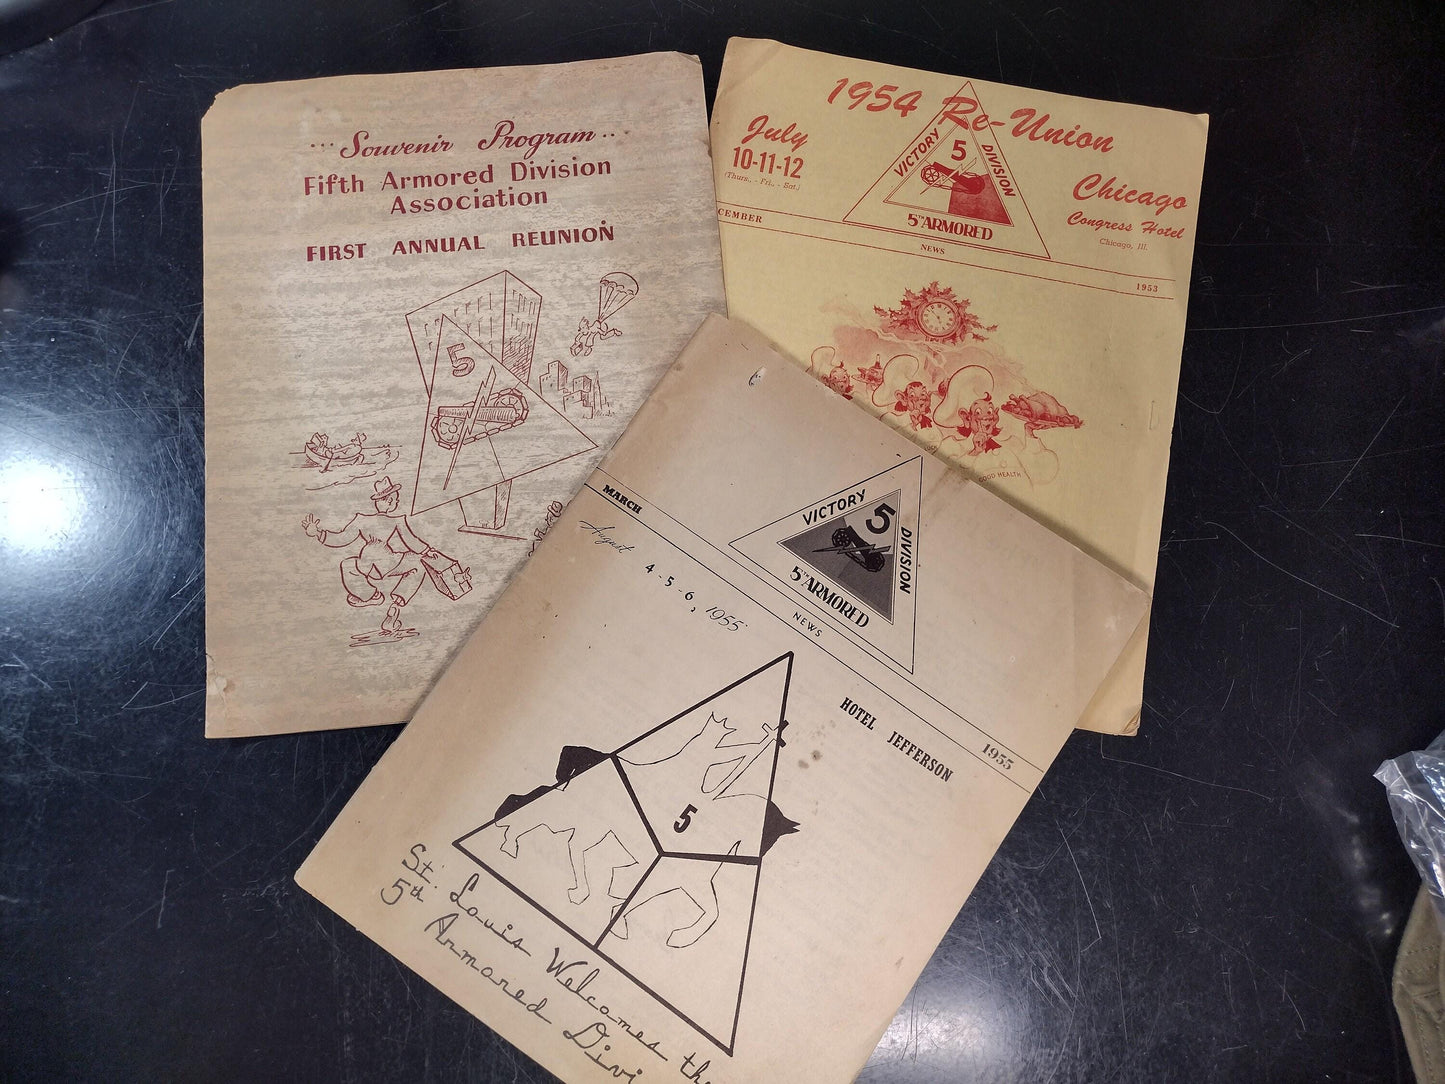 ... Souvenir Program ...
Fifth Armored Division
Association
FIRST ANNUAL REUNION
5
1954 Re-Union
July
10-11-12
(Thurs., - Fri., - Sat.)
VICTORY
DIVISION
5
5TH ARMORED
Chicago
Congress Hotel
Chicago, Ill.
CEMBER
NEWS
1953
GOOD HEALTH
MARCH
VICTORY
DIVISION
5
5TH ARMORED
NEWS
1955
August
4 - 5 - 6, 1955
HOTEL JEFFERSON
5
St. Louis Welcomes the
5th Armored Divi